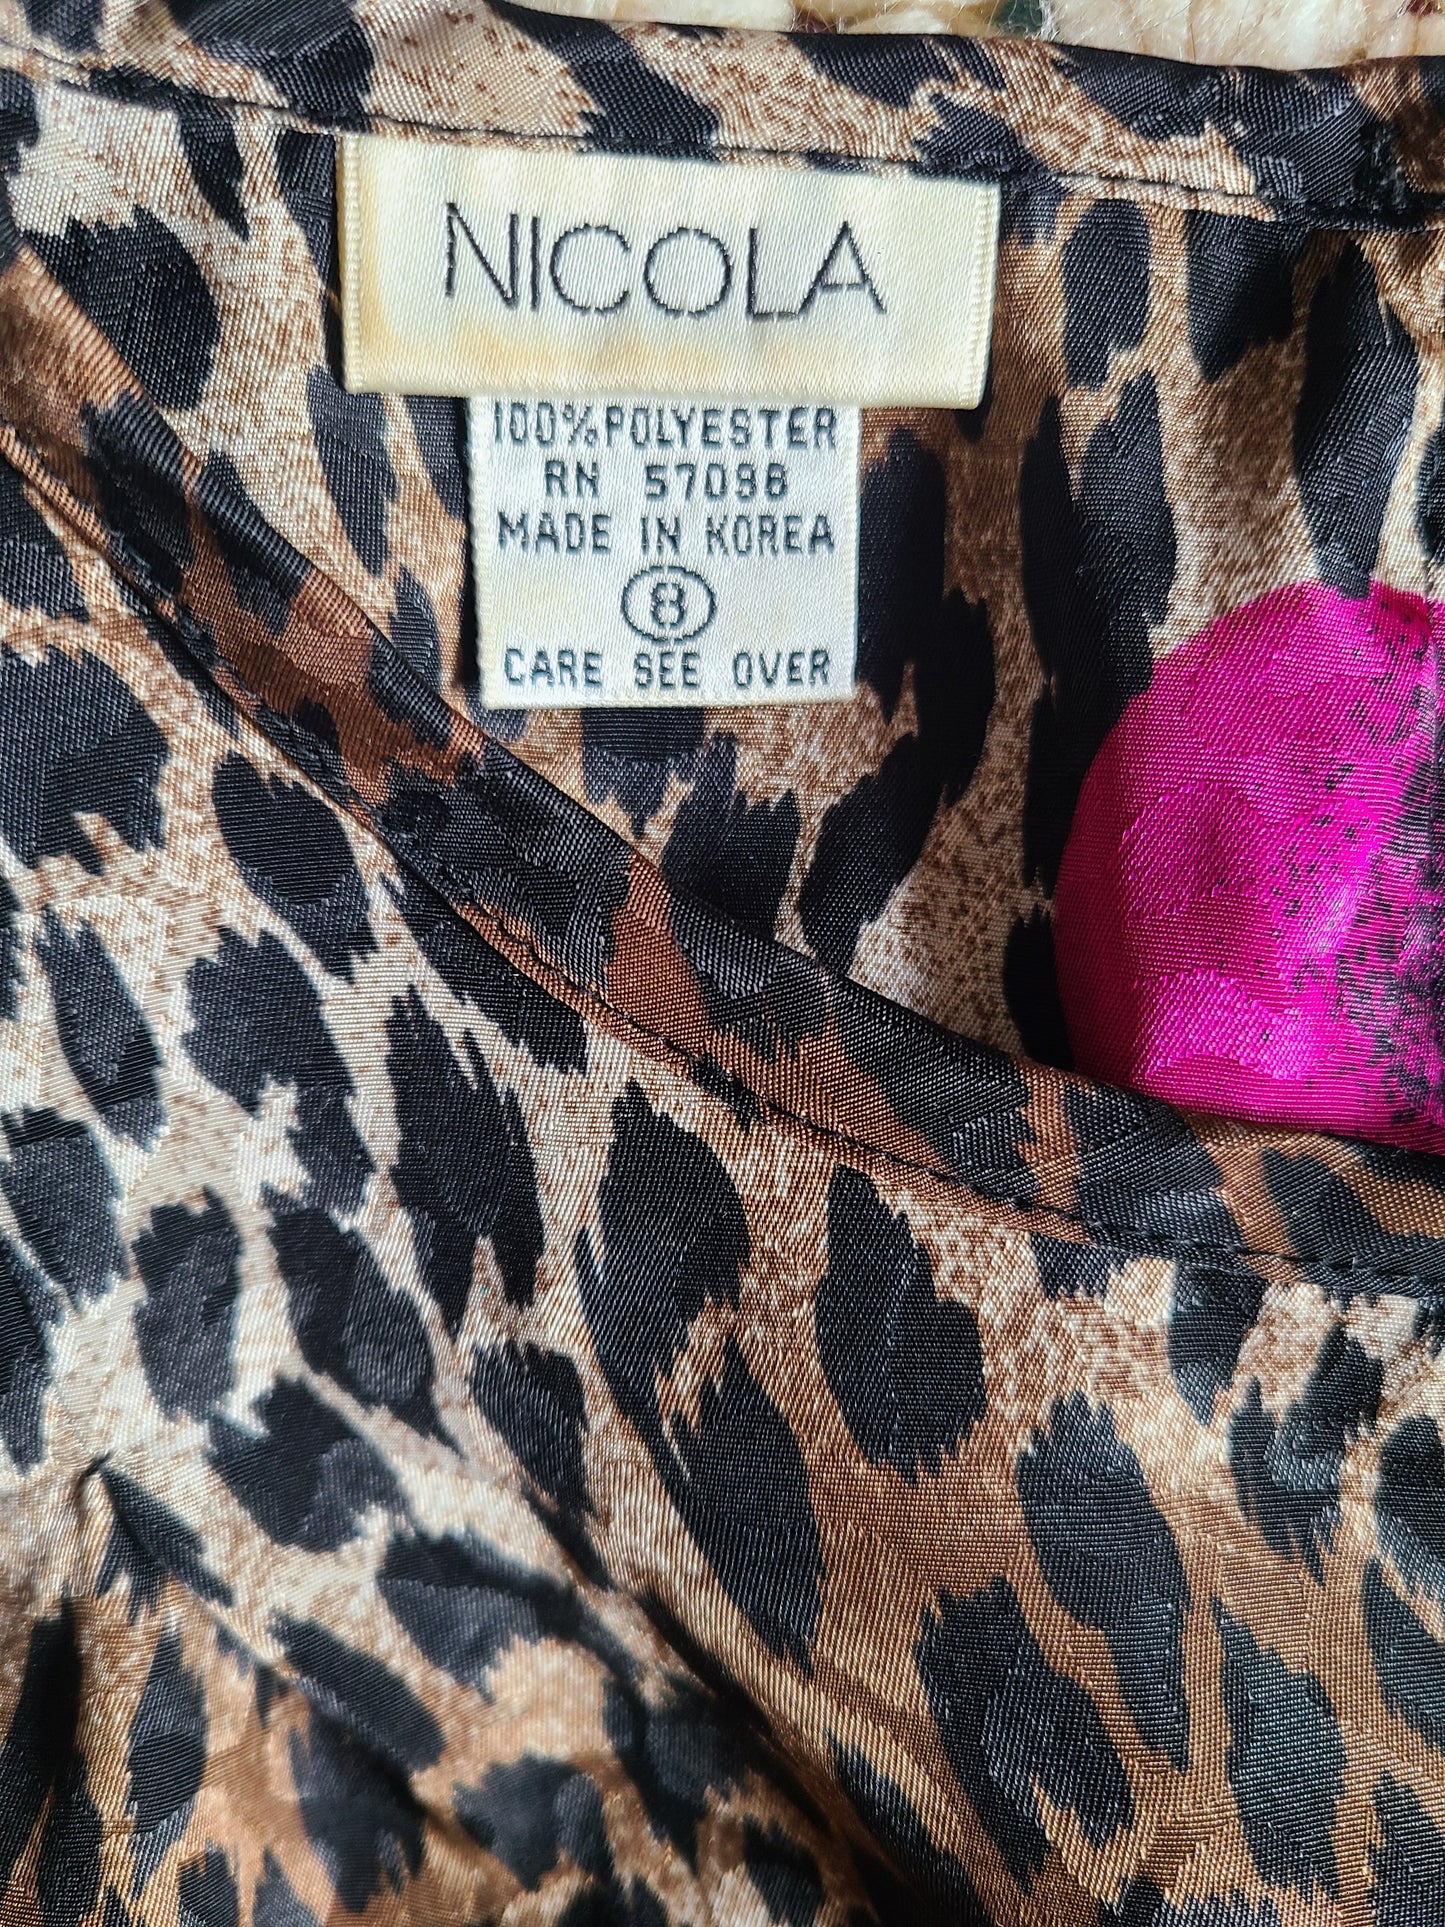 NICOLA
100% POLYESTER
RN 57098
MADE IN KOREA
8
CARE SEE OVER